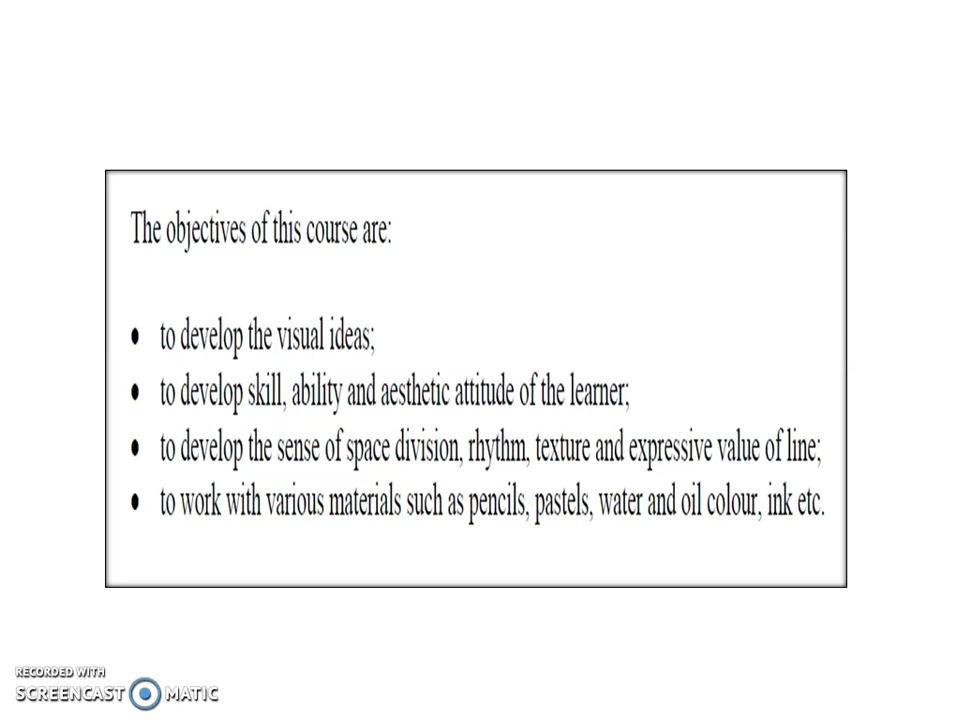 The objectives of this course are:
• to develop the visual ideas;
• to develop skill, ability and aesthetic attitude of the learner;
• to develop the sense of space division, rhythm, texture and expressive value of line;
• to work with various materials such as pencils, pastels, water and oil colour, ink etc.
RECORDED WITH
SCREENCAST MATIC